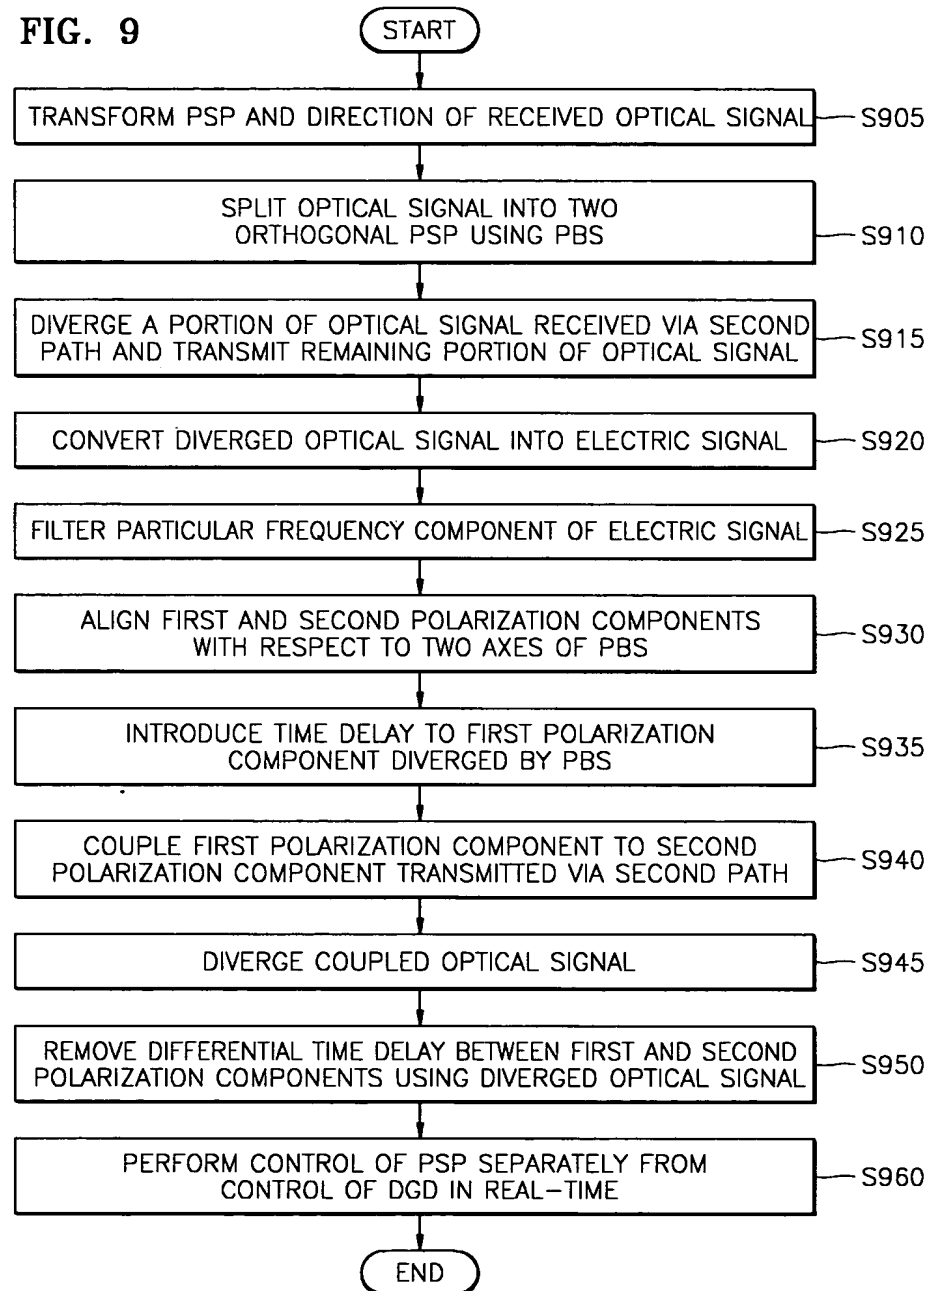 FIG. 9
START
TRANSFORM PSP AND DIRECTION OF RECEIVED OPTICAL SIGNAL
S905
SPLIT OPTICAL SIGNAL INTO TWO
ORTHOGONAL PSP USING PBS
S910
DIVERGE A PORTION OF OPTICAL SIGNAL RECEIVED VIA SECOND
PATH AND TRANSMIT REMAINING PORTION OF OPTICAL SIGNAL
S915
CONVERT DIVERGED OPTICAL SIGNAL INTO ELECTRIC SIGNAL
S920
FILTER PARTICULAR FREQUENCY COMPONENT OF ELECTRIC SIGNAL
S925
ALIGN FIRST AND SECOND POLARIZATION COMPONENTS
WITH RESPECT TO TWO AXES OF PBS
S930
INTRODUCE TIME DELAY TO FIRST POLARIZATION
COMPONENT DIVERGED BY PBS
S935
COUPLE FIRST POLARIZATION COMPONENT TO SECOND
POLARIZATION COMPONENT TRANSMITTED VIA SECOND PATH
S940
DIVERGE COUPLED OPTICAL SIGNAL
S945
REMOVE DIFFERENTIAL TIME DELAY BETWEEN FIRST AND SECOND
POLARIZATION COMPONENTS USING DIVERGED OPTICAL SIGNAL
S950
PERFORM CONTROL OF PSP SEPARATELY FROM
CONTROL OF DGD IN REAL-TIME
S960
END